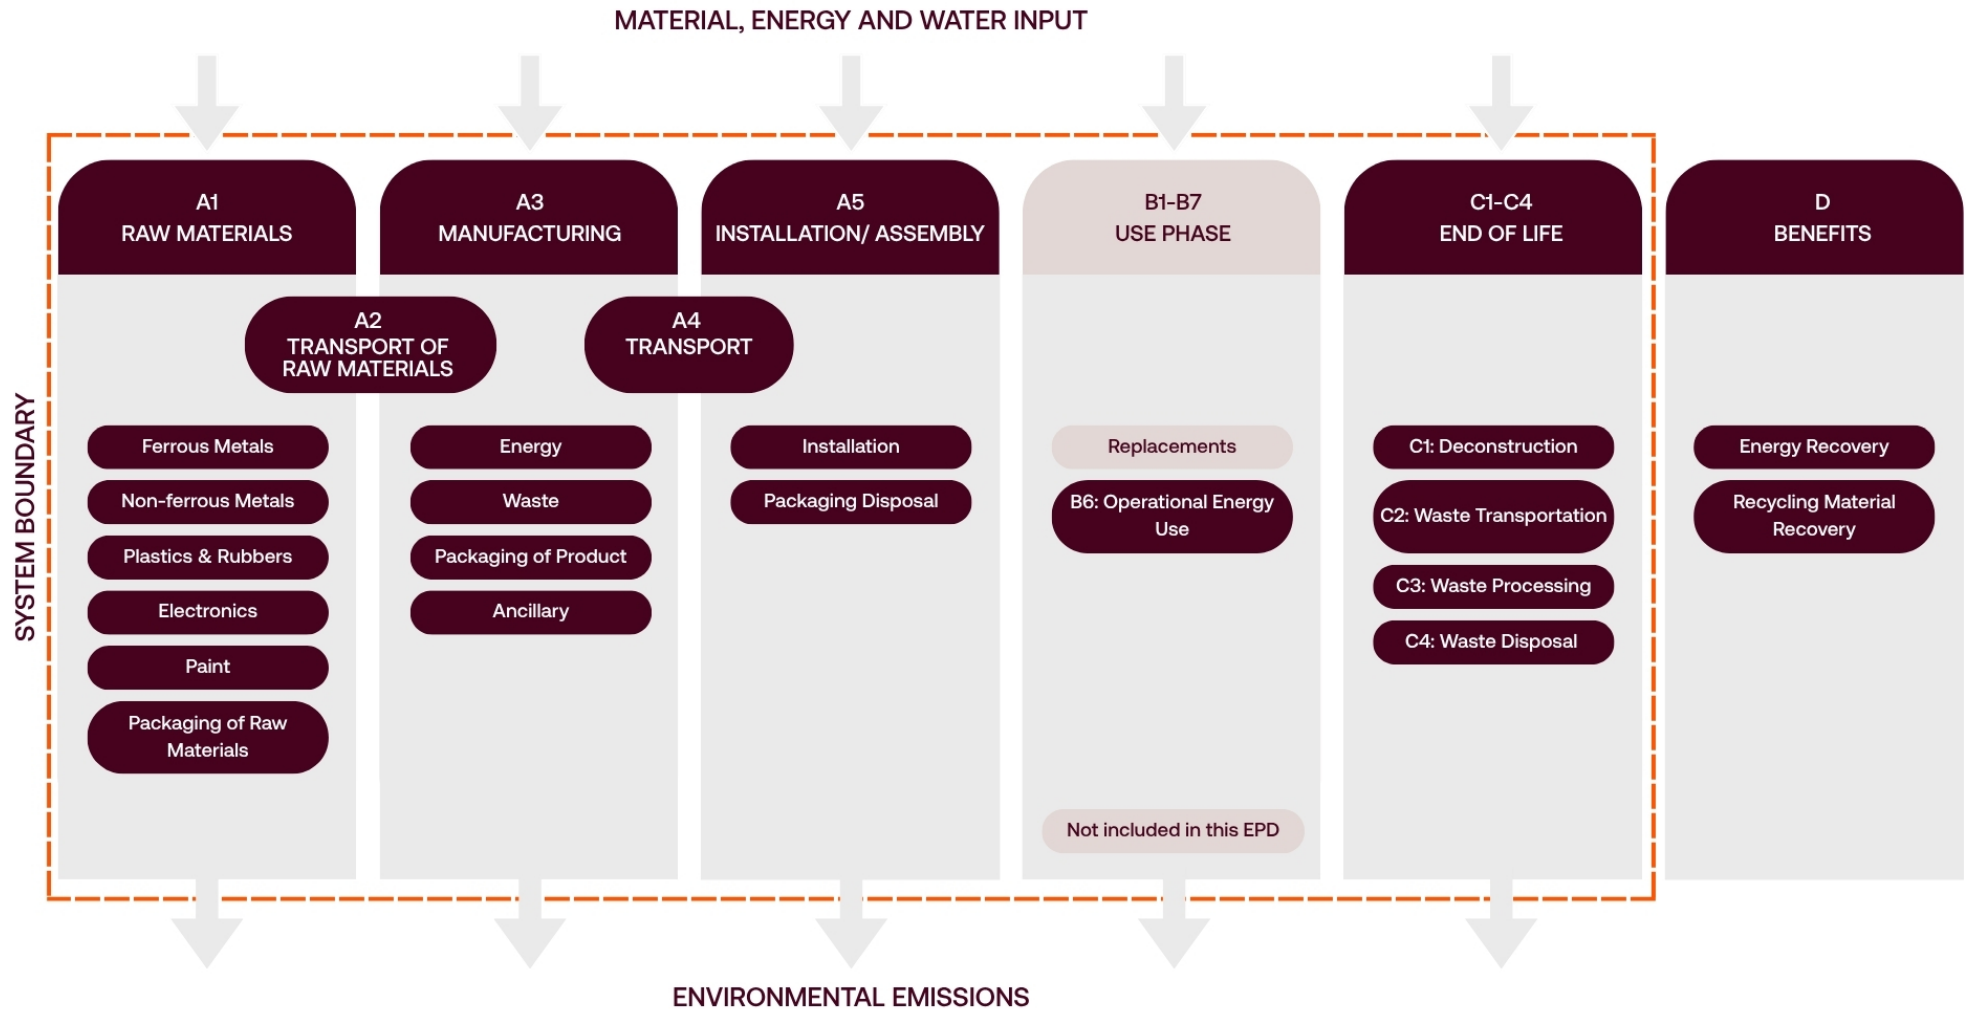 MATERIAL, ENERGY AND WATER INPUT
SYSTEM BOUNDARY
A1
RAW MATERIALS
A3
MANUFACTURING
A5
INSTALLATION/ ASSEMBLY
B1-B7
USE PHASE
C1-C4
END OF LIFE
D
BENEFITS
A2
TRANSPORT OF
RAW MATERIALS
A4
TRANSPORT
Ferrous Metals
Non-ferrous Metals
Plastics & Rubbers
Electronics
Paint
Packaging of Raw
Materials
Energy
Waste
Packaging of Product
Ancillary
Installation
Packaging Disposal
Replacements
B6: Operational Energy
Use
Not included in this EPD
C1: Deconstruction
C2: Waste Transportation
C3: Waste Processing
C4: Waste Disposal
Energy Recovery
Recycling Material
Recovery
ENVIRONMENTAL EMISSIONS